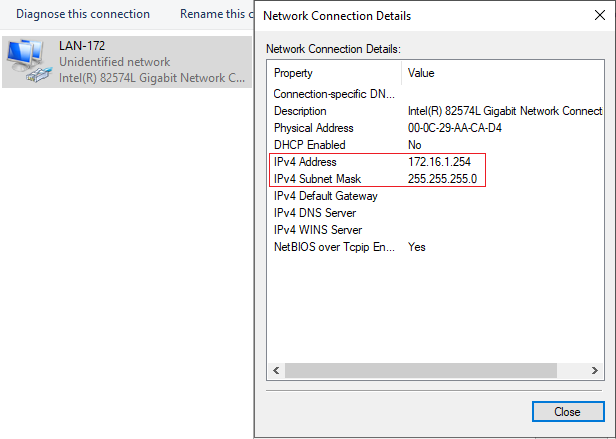 Diagnose this connection Rename this c
LAN-172
Unidentified network
Intel(R) 82574L Gigabit Network C...
Network Connection Details
Network Connection Details:
Property Value
Connection-specific DN...
Description Intel(R) 82574L Gigabit Network Connecti
Physical Address 00-0C-29-AA-CA-D4
DHCP Enabled No
IPv4 Address 172.16.1.254
IPv4 Subnet Mask 255.255.255.0
IPv4 Default Gateway
IPv4 DNS Server
IPv4 WINS Server
NetBIOS over Tcpip En... Yes
Close